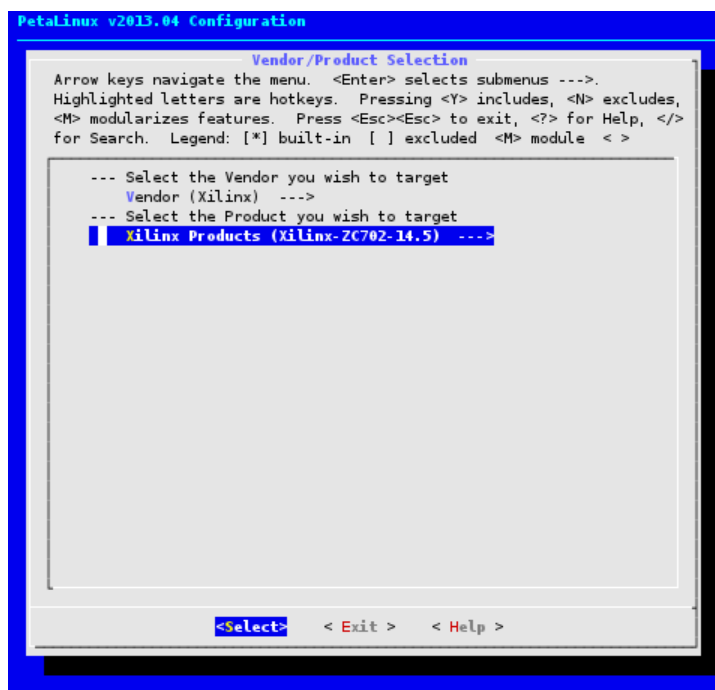 PetaLinux v2013.04 Configuration
Vendor/Product Selection
Arrow keys navigate the menu.  <Enter> selects submenus --->.
Highlighted letters are hotkeys.  Pressing <Y> includes, <N> excludes,
<M> modularizes features.  Press <Esc><Esc> to exit, <?> for Help, </>
for Search.  Legend: [*] built-in  [ ] excluded  <M> module  < >
--- Select the Vendor you wish to target
Vendor (Xilinx)  --->
--- Select the Product you wish to target
Xilinx Products (Xilinx-ZC702-14.5)  --->
<Select>    < Exit >    < Help >